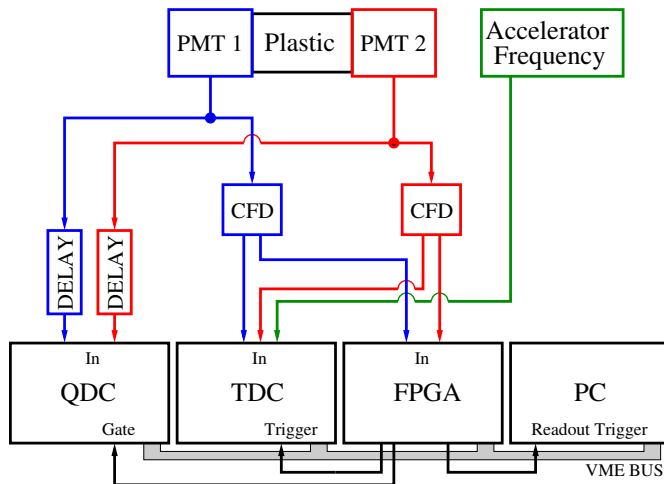 PMT 1
Plastic
PMT 2
Accelerator
Frequency
CFD
CFD
DELAY
DELAY
In
In
In
QDC
TDC
FPGA
PC
Gate
Trigger
Readout Trigger
VME BUS